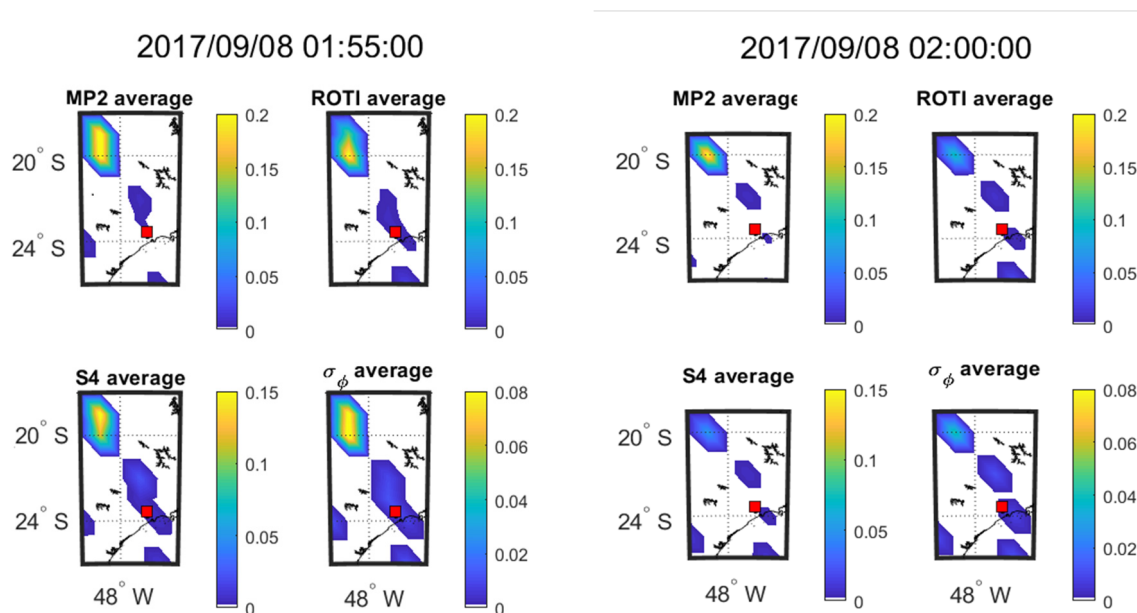 2017/09/08 01:55:00
MP2 average
ROTI average
20° S
24° S
0.2
0.15
0.1
0.05
0
0.2
0.15
0.1
0.05
0
S4 average
σϕ average
20° S
24° S
48° W
48° W
0.15
0.1
0.05
0
0.08
0.06
0.04
0.02
0
2017/09/08 02:00:00
MP2 average
ROTI average
20° S
24° S
0.2
0.15
0.1
0.05
0
0.2
0.15
0.1
0.05
0
S4 average
σϕ average
20° S
24° S
48° W
48° W
0.15
0.1
0.05
0
0.08
0.06
0.04
0.02
0